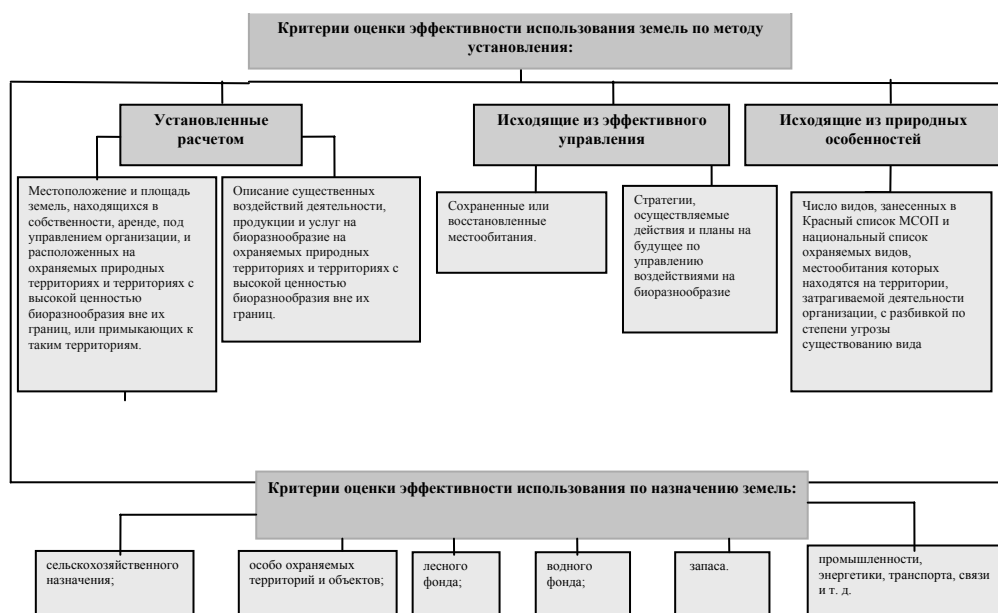 Критерии оценки эффективности использования земель по методу
установления:
Установленные
расчетом
Исходящие из эффективного
управления
Исходящие из природных
особенностей
Местоположение и площадь
земель, находящихся в
собственности, аренде, под
управлением организации, и
расположенных на
охраняемых природных
территориях и территориях с
высокой ценностью
биоразнообразия вне их
границ, или примыкающих к
таким территориям.
Описание существенных
воздействий деятельности,
продукции и услуг на
биоразнообразие на
охраняемых природных
территориях и территориях с
высокой ценностью
биоразнообразия вне их
границ.
Сохраненные или
восстановленные
местообитания.
Стратегии,
осуществляемые
действия и планы на
будущее по
управлению
воздействиями на
биоразнообразие
Число видов, занесенных в
Красный список МСОП и
национальный список
охраняемых видов,
местообитания которых
находятся на территории,
затрагиваемой деятельности
организации, с разбивкой по
степени угрозы
существованию вида
Критерии оценки эффективности использования по назначению земель:
сельскохозяйственного
назначения;
особо охраняемых
территорий и объектов;
лесного
фонда;
водного
фонда;
запаса.
промышленности,
энергетики, транспорта, связи
и т. д.